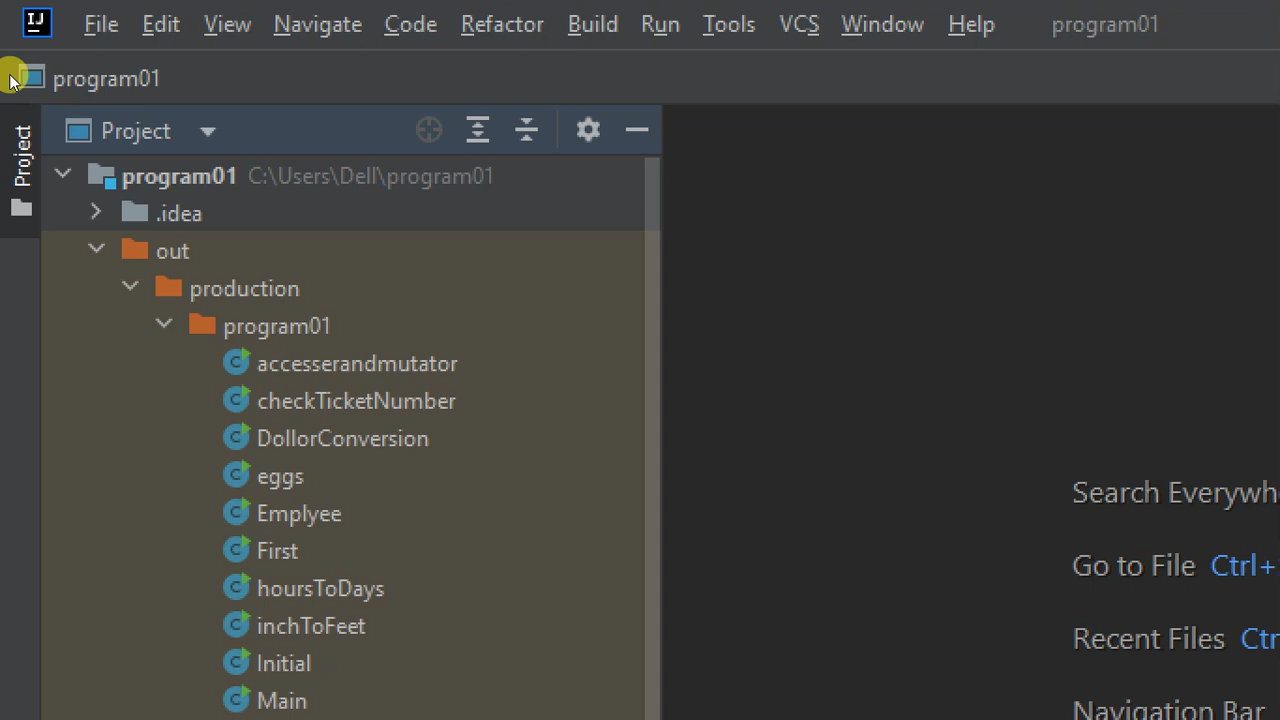 IJ File Edit View Navigate Code Refactor Build Run Tools VCS Window Help program01
program01
Project
Project
program01 C:\Users\Dell\program01
.idea
out
production
program01
accesserandmutator
checkTicketNumber
DollorConversion
eggs
Emplyee
First
hoursToDays
inchToFeet
Initial
Main
Search Everywh
Go to File Ctrl+
Recent Files Ctr
Navigation Bar